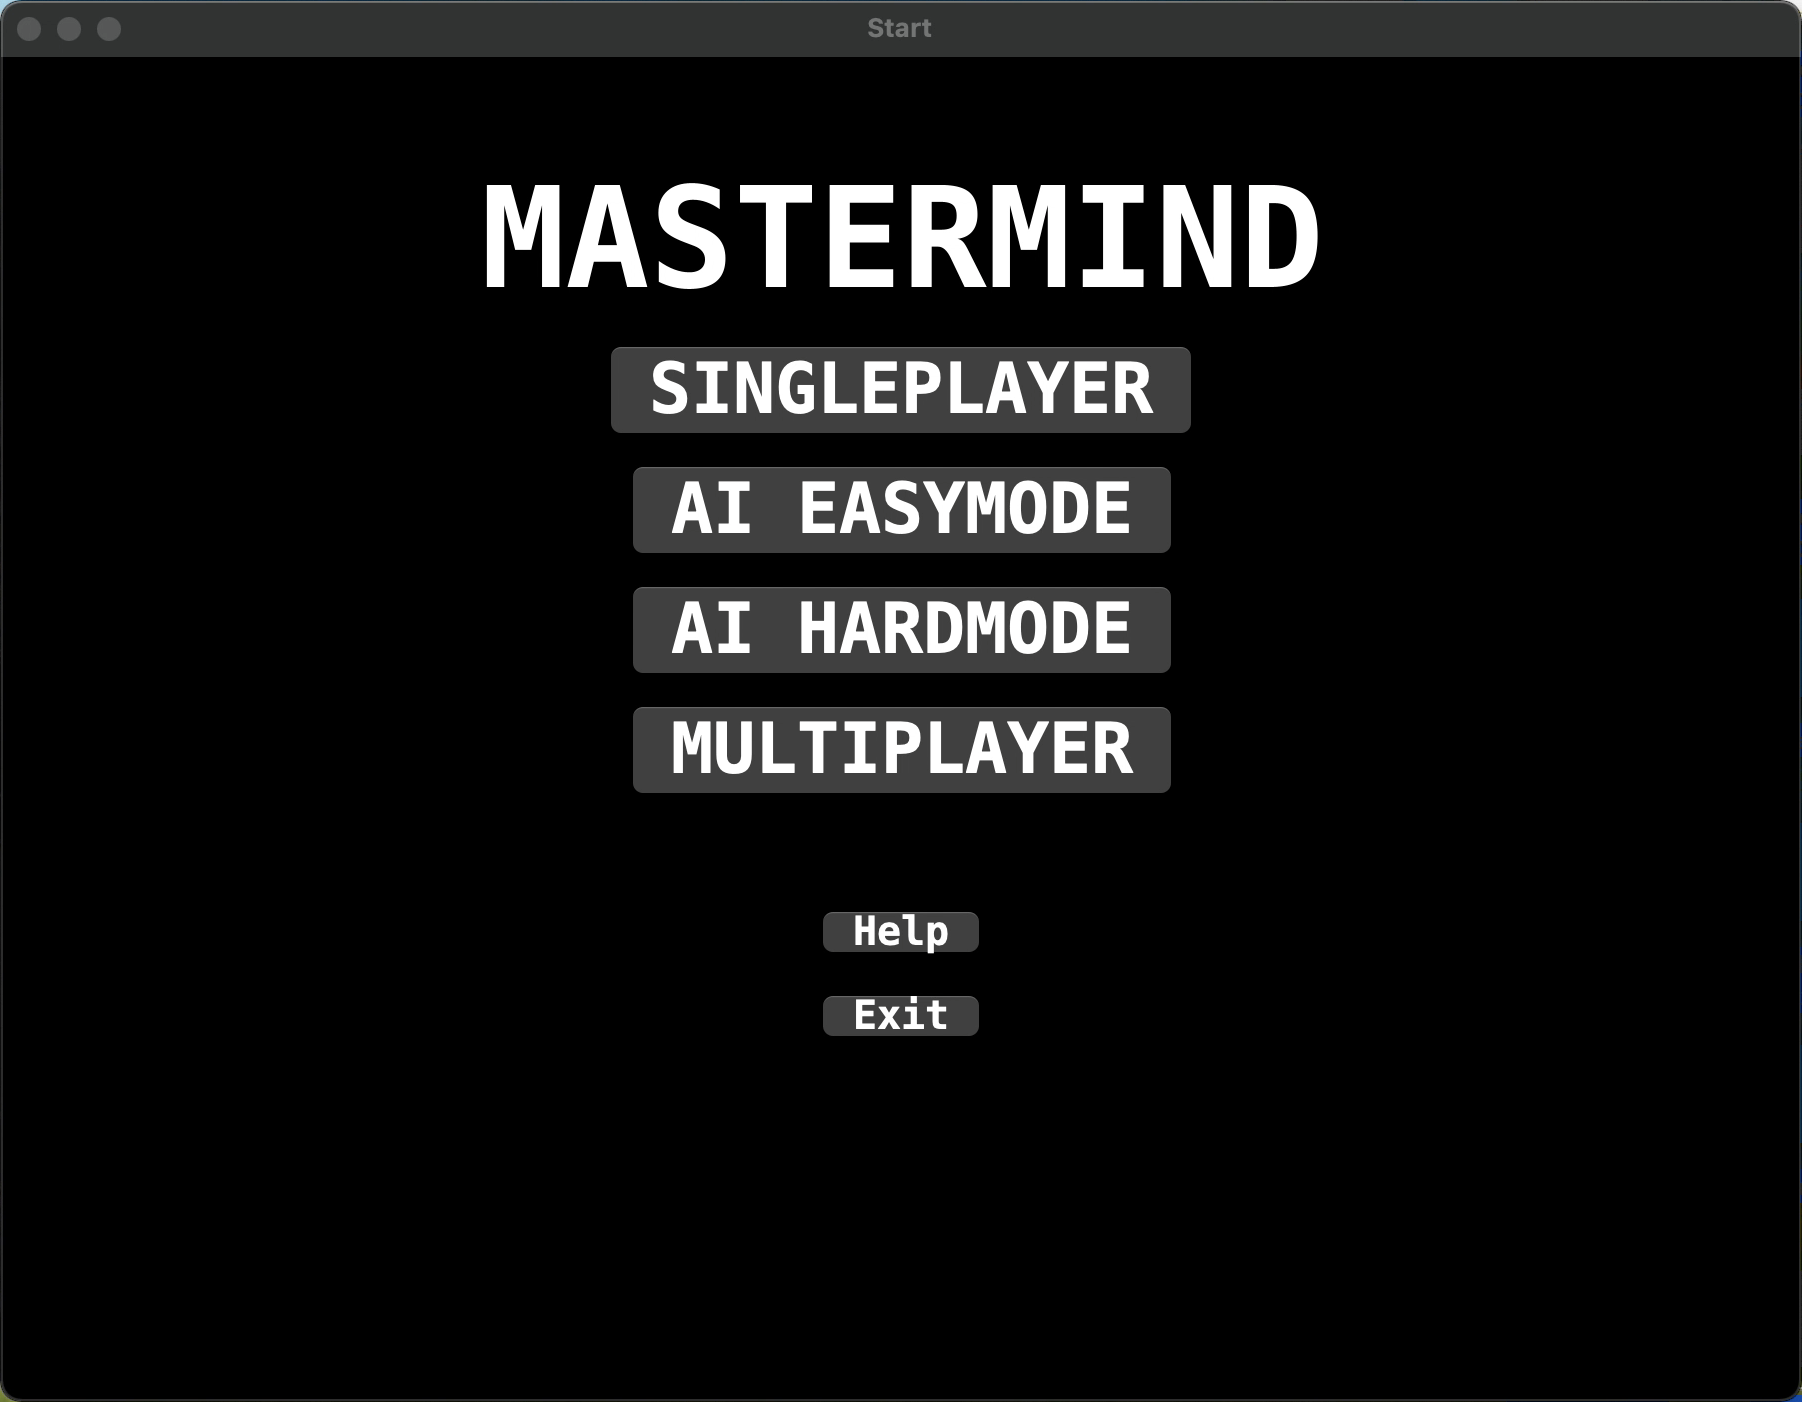 Start
MASTERMIND
SINGLEPLAYER
AI EASYMODE
AI HARDMODE
MULTIPLAYER
Help
Exit